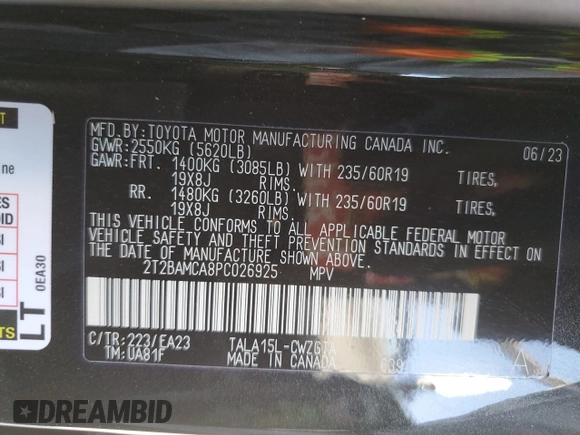 MFD.BY:TOYOTA MOTOR MANUFACTURING CANADA INC. 06/23
GVWR:2550KG (5620LB)
GAWR:FRT. 1400KG (3085LB) WITH 235/60R19 TIRES,
19X8J RIMS.
RR. 1480KG (3260LB) WITH 235/60R19 TIRES,
19X8J RIMS.
THIS VEHICLE CONFORMS TO ALL APPLICABLE FEDERAL MOTOR
VEHICLE SAFETY AND THEFT PREVENTION STANDARDS IN EFFECT ON
THE DATE OF MANUFACTURE SHOWN ABOVE.
2T2BAMCA8PC026925 MPV
C/TR:223/EA23
TM:UA81F
MADE IN CANADA
A
LT
0EA30
DREAMBID